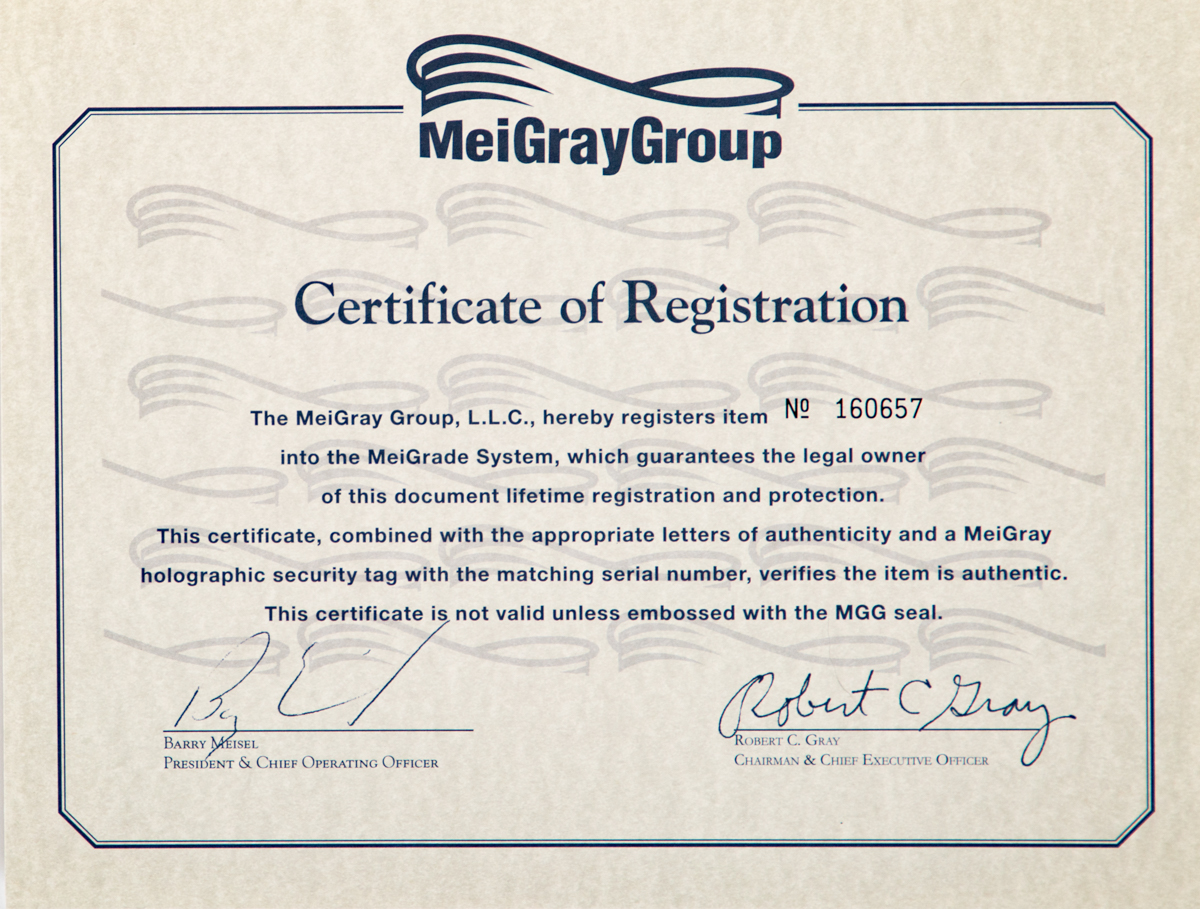 MeiGrayGroup
Certificate of Registration
The MeiGray Group, L.L.C., hereby registers item Nº 160657
into the MeiGrade System, which guarantees the legal owner
of this document lifetime registration and protection.
This certificate, combined with the appropriate letters of authenticity and a MeiGray
holographic security tag with the matching serial number, verifies the item is authentic.
This certificate is not valid unless embossed with the MGG seal.
Robert C Gray
BARRY MEISEL
PRESIDENT & CHIEF OPERATING OFFICER
ROBERT C. GRAY
CHAIRMAN & CHIEF EXECUTIVE OFFICER